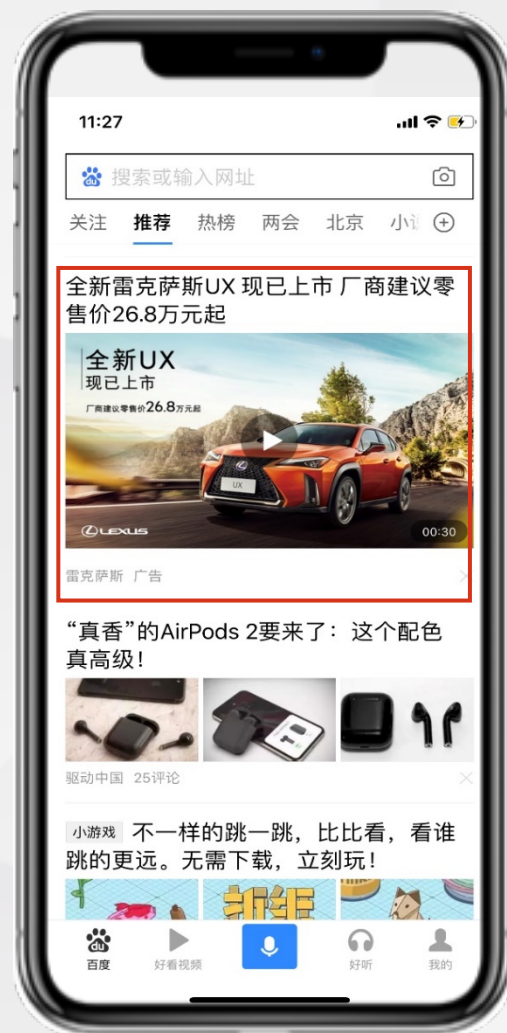 11:27
du 搜索或输入网址
关注 推荐 热榜 两会 北京 小
全新雷克萨斯UX 现已上市 厂商建议零
售价26.8万元起
全新UX
现已上市
厂商建议零售价26.8万元起
UX
LEXUS
00:30
雷克萨斯 广告
“真香”的AirPods 2要来了：这个配色
真高级！
驱动中国 25评论
小游戏 不一样的跳一跳，比比看，看谁
跳的更远。无需下载，立刻玩！
du
百度 好看视频 好听 我的